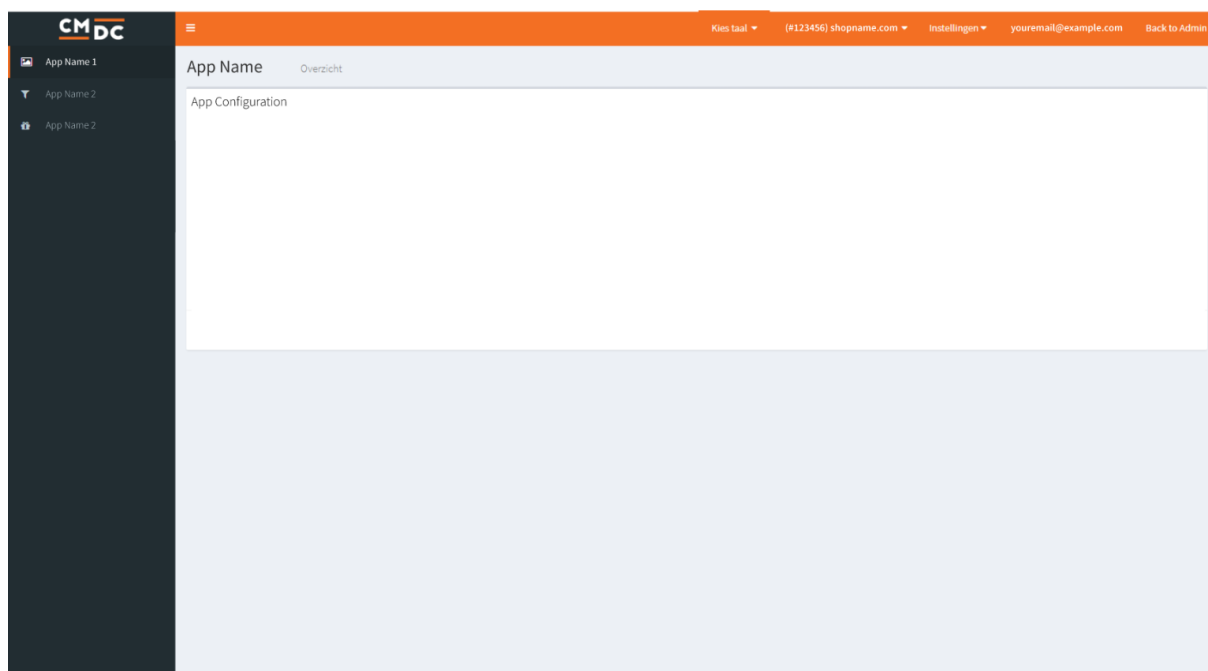 CM DC
Kies taal (#123456) shopname.com Instellingen youremail@example.com Back to Admin
App Name 1
App Name 2
App Name 2
App Name Overzicht
App Configuration